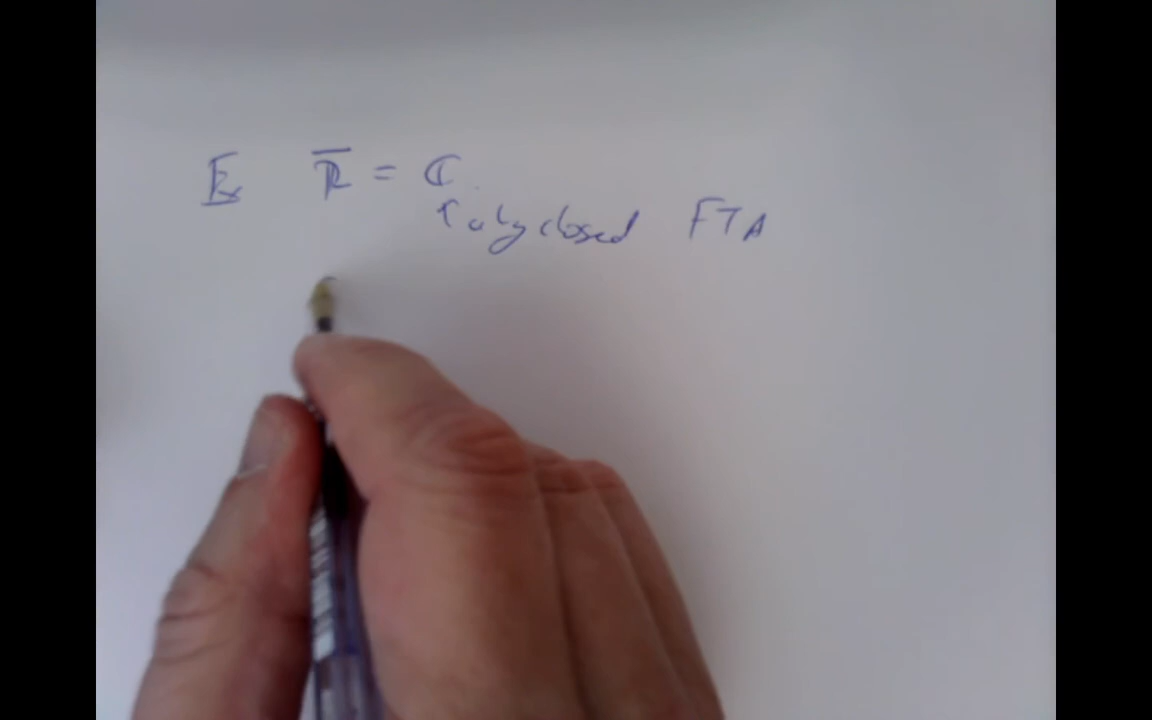 Ex R̅ = ℂ.
↑ alg closed FTA